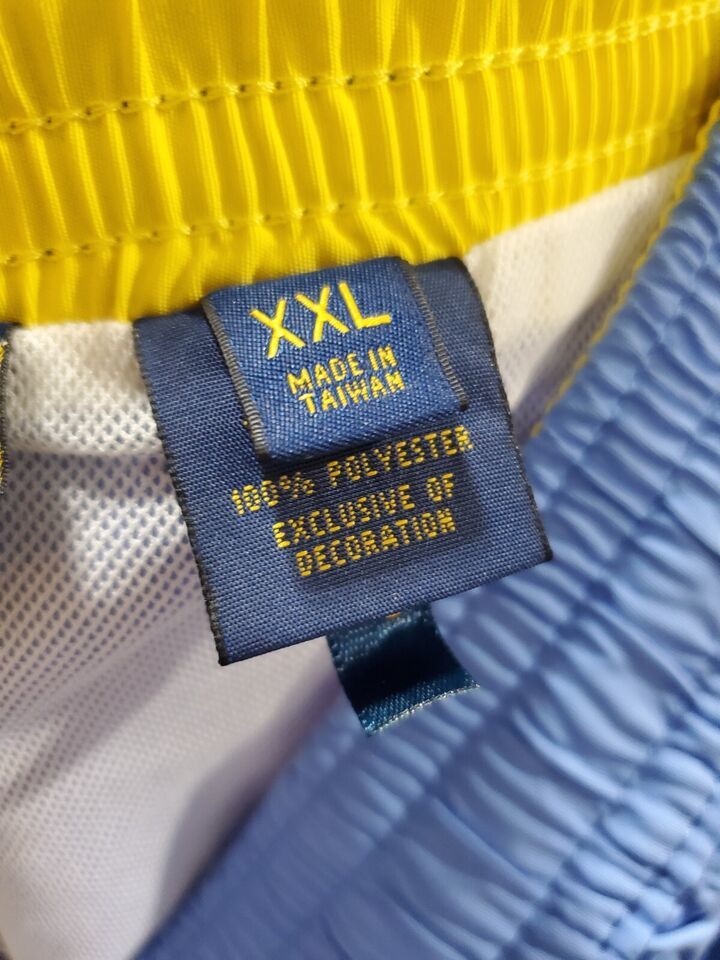 XXL
MADE IN
TAIWAN
100% POLYESTER
EXCLUSIVE OF
DECORATION